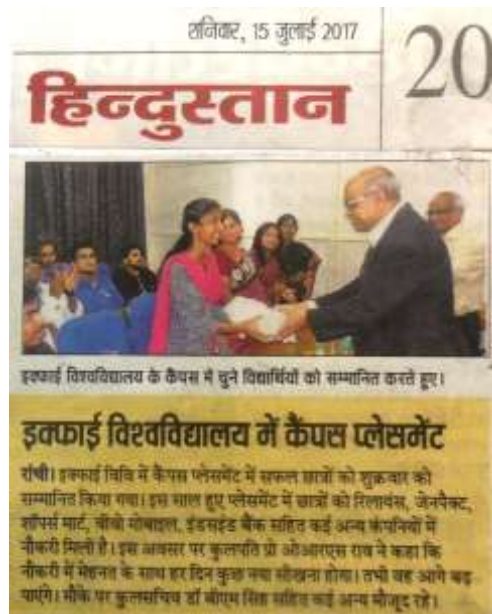 शनिवार, 15 जुलाई 2017
20
हिन्दुस्तान
इक्फाई विश्वविद्यालय के कैंपस में चुने विद्यार्थियों को सम्मानित करते हुए।
इक्फाई विश्वविद्यालय में कैंपस प्लेसमेंट
रांची। इक्फाई विवि में कैंपस प्लेसमेंट में सफल छात्रों को शुक्रवार को
सम्मानित किया गया। इस साल हुए प्लेसमेंट में छात्रों को रिलायंस, जेनपैक्ट,
शॉपर्स मार्ट, मोबाइल, इंडसइंड बैंक सहित कई अन्य कंपनियों में
नौकरी मिली है। इस अवसर पर कुलपति प्रो ओआरएस राव ने कहा कि
नौकरी में मेहनत के साथ हर दिन कुछ नया सीखना होगा। तभी वह आगे बढ़
पाएंगे। मौके पर कुलसचिव डॉ बीएम सिंह सहित कई अन्य मौजूद रहे।